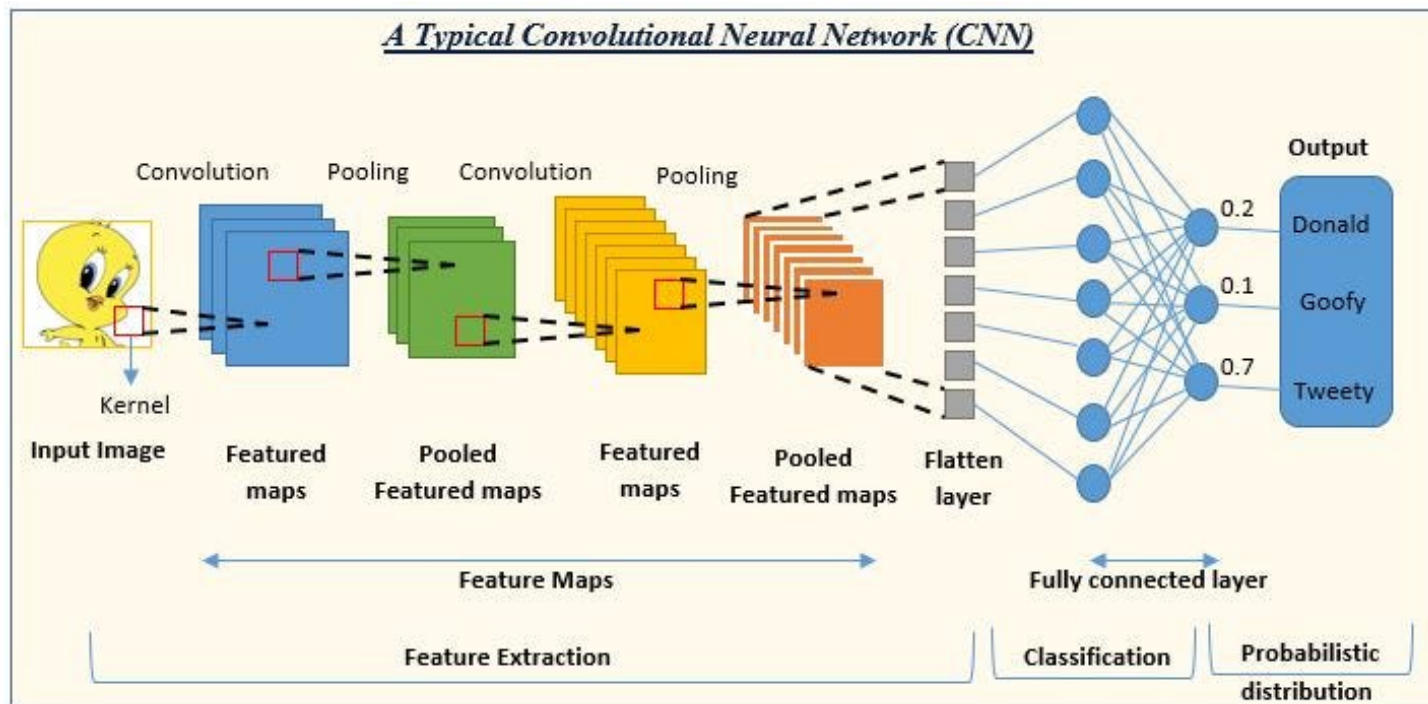 A Typical Convolutional Neural Network (CNN)
Convolution
Pooling
Convolution
Pooling
Output
0.2
Donald
0.1
Goofy
0.7
Tweety
Kernel
Input Image
Featured
maps
Pooled
Featured maps
Featured
maps
Pooled
Featured maps
Flatten
layer
Feature Maps
Fully connected layer
Feature Extraction
Classification
Probabilistic
distribution